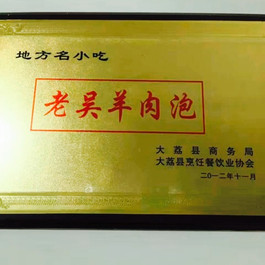 地方名小吃
老吴羊肉泡
大荔县商务局
大荔县烹饪餐饮业协会
二0一二年十一月